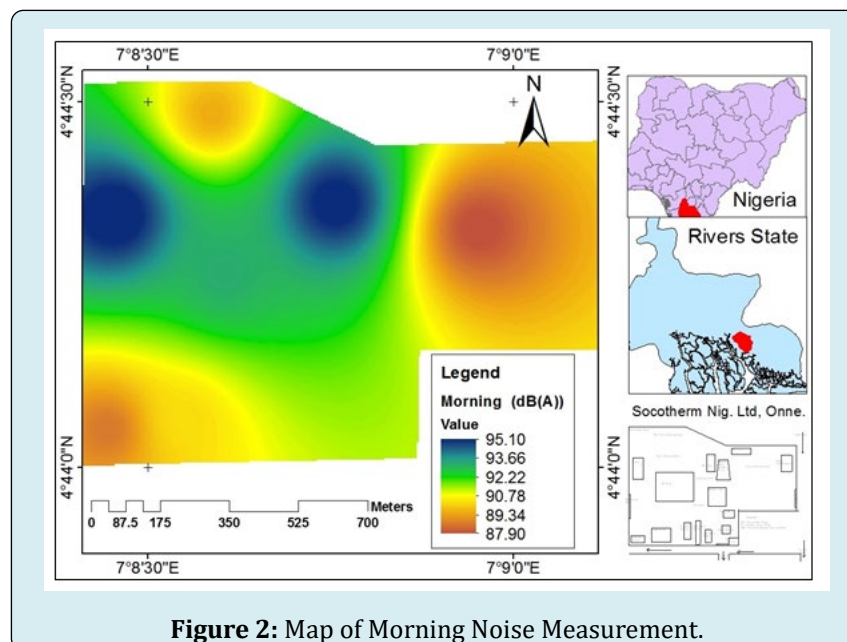 7°8'30"E 7°9'0"E
4°44'30"N
4°44'30"N
N
Nigeria
Rivers State
Legend
Morning (dB(A))
Value
95.10
93.66
92.22
90.78
89.34
87.90
4°44'0"N
4°44'0"N
Meters
0 87.5 175 350 525 700
7°8'30"E 7°9'0"E
Socotherm Nig. Ltd, Onne.
Figure 2: Map of Morning Noise Measurement.